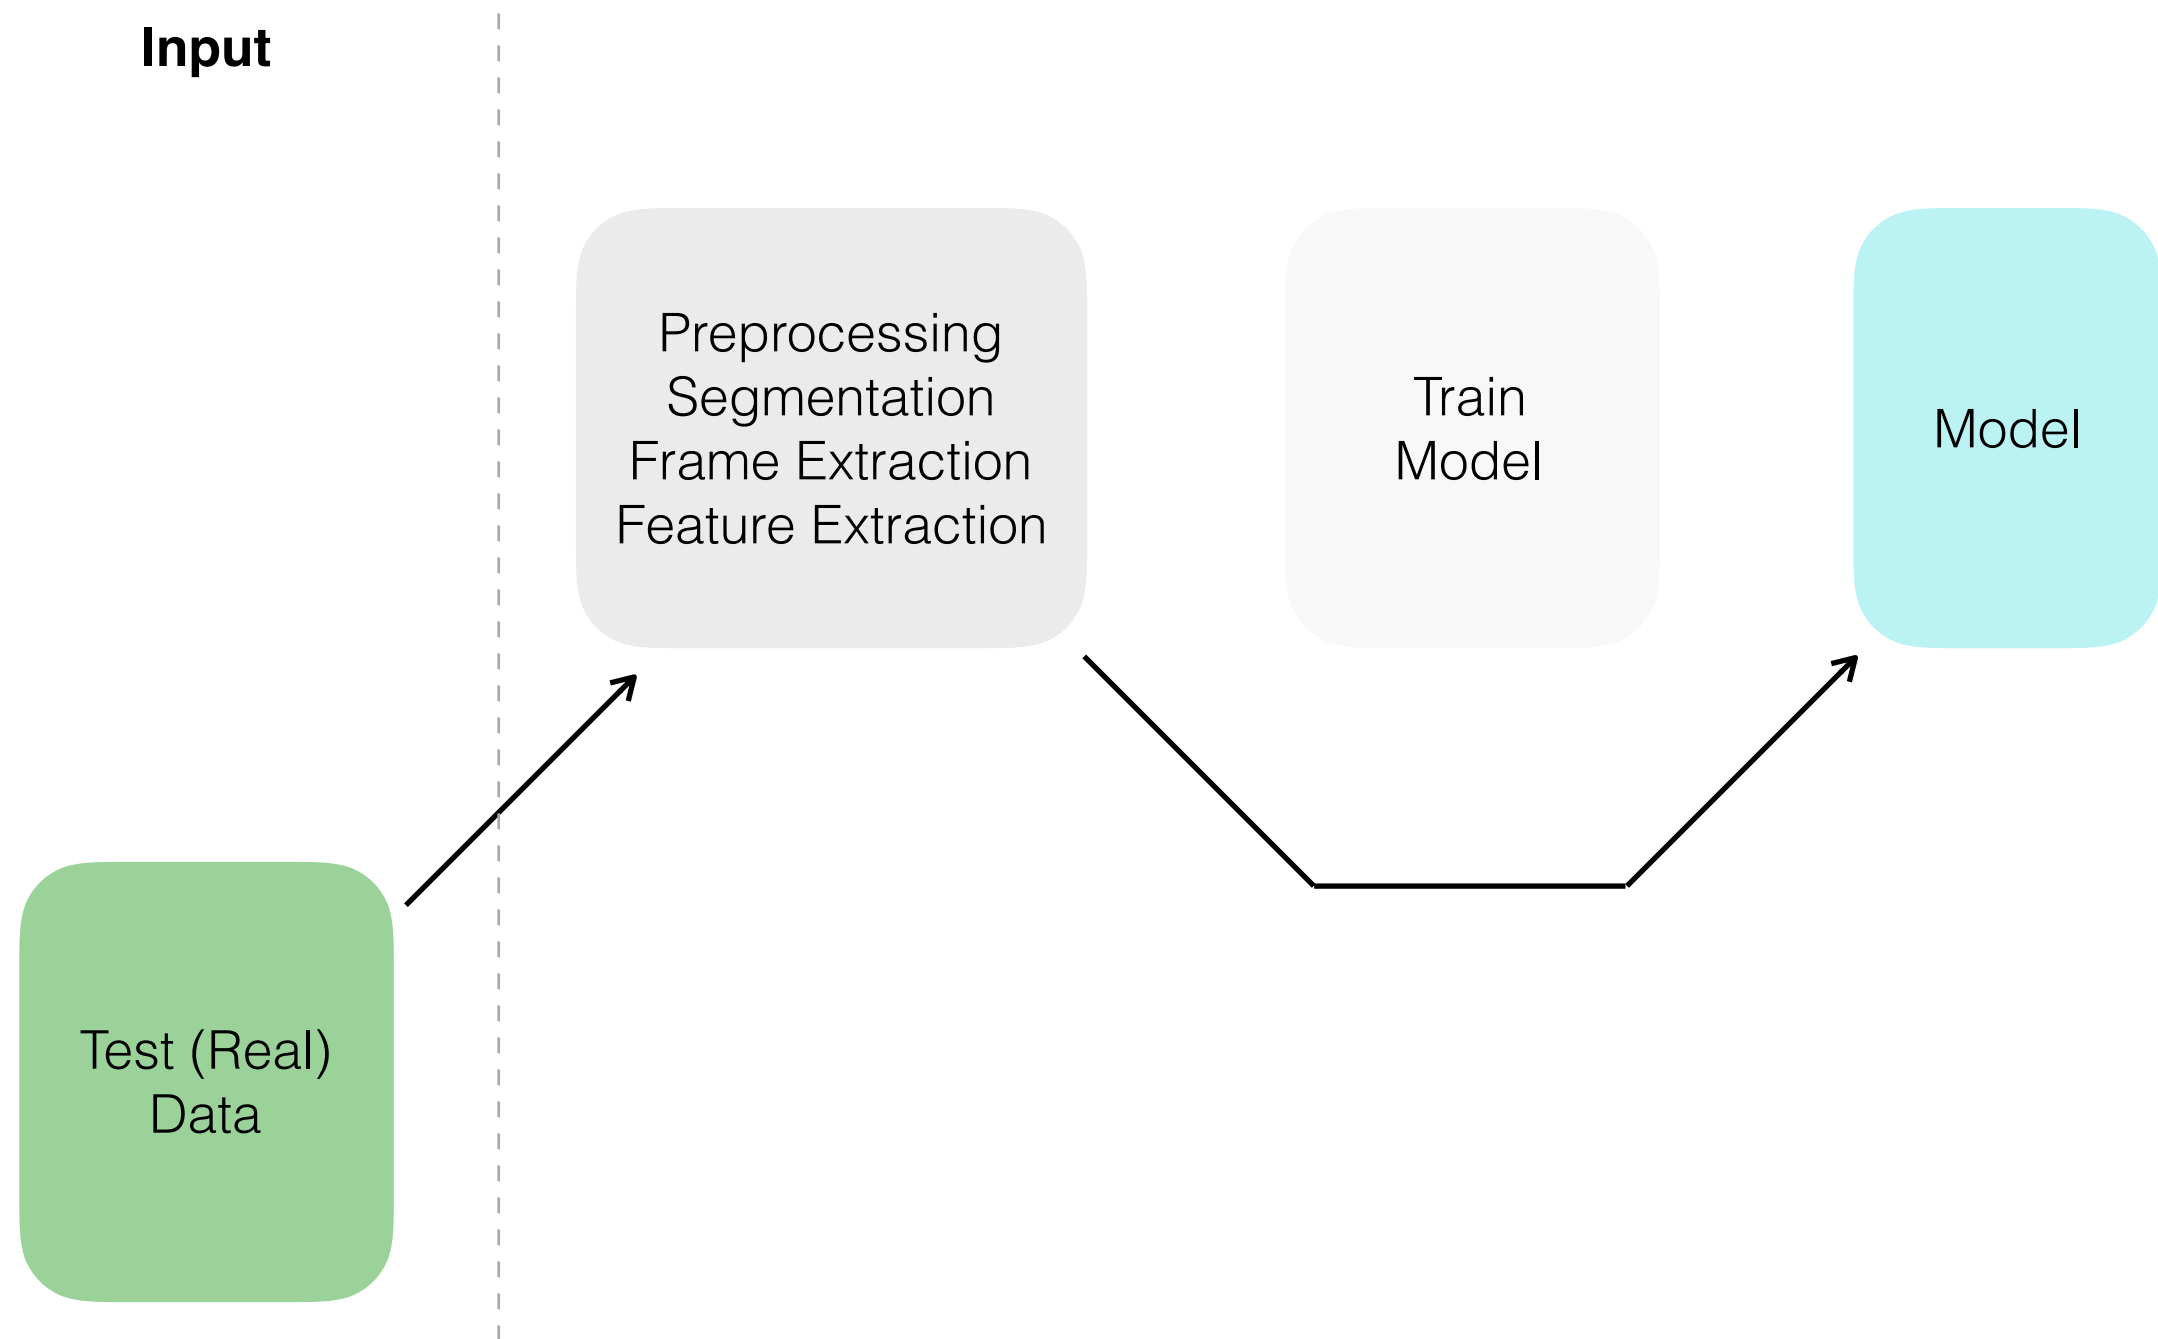 Input
Preprocessing
Segmentation
Frame Extraction
Feature Extraction
Train
Model
Model
Test (Real)
Data